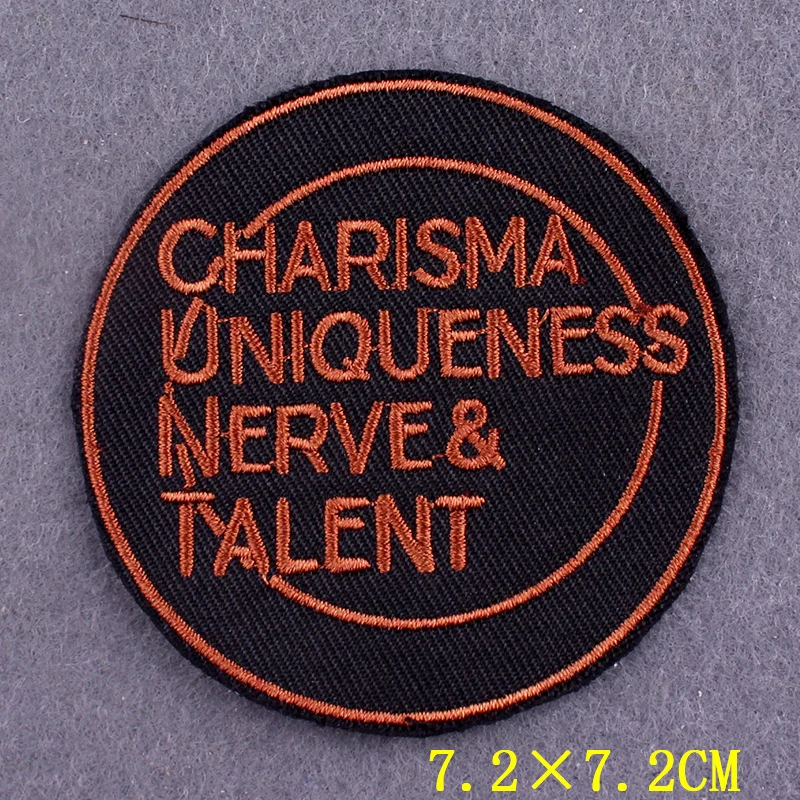 CHARISMA
UNIQUENESS
NERVE &
TALENT
7.2×7.2CM